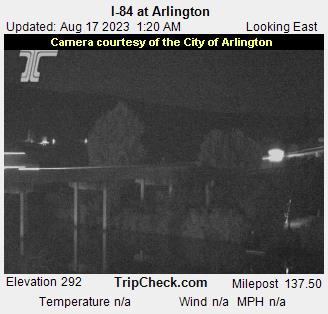 I-84 at Arlington
Updated: Aug 17 2023 1:20 AM Looking East
Camera courtesy of the City of Arlington
Elevation 292 TripCheck.com Milepost 137.50
Temperature n/a Wind n/a MPH n/a